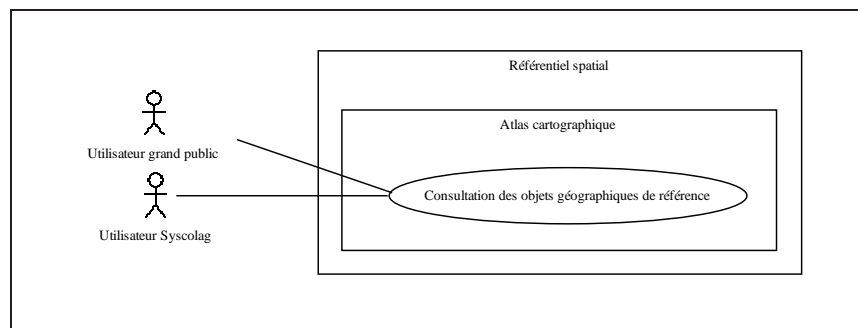 Référentiel spatial
Atlas cartographique
Utilisateur grand public
Consultation des objets géographiques de référence
Utilisateur Syscolag